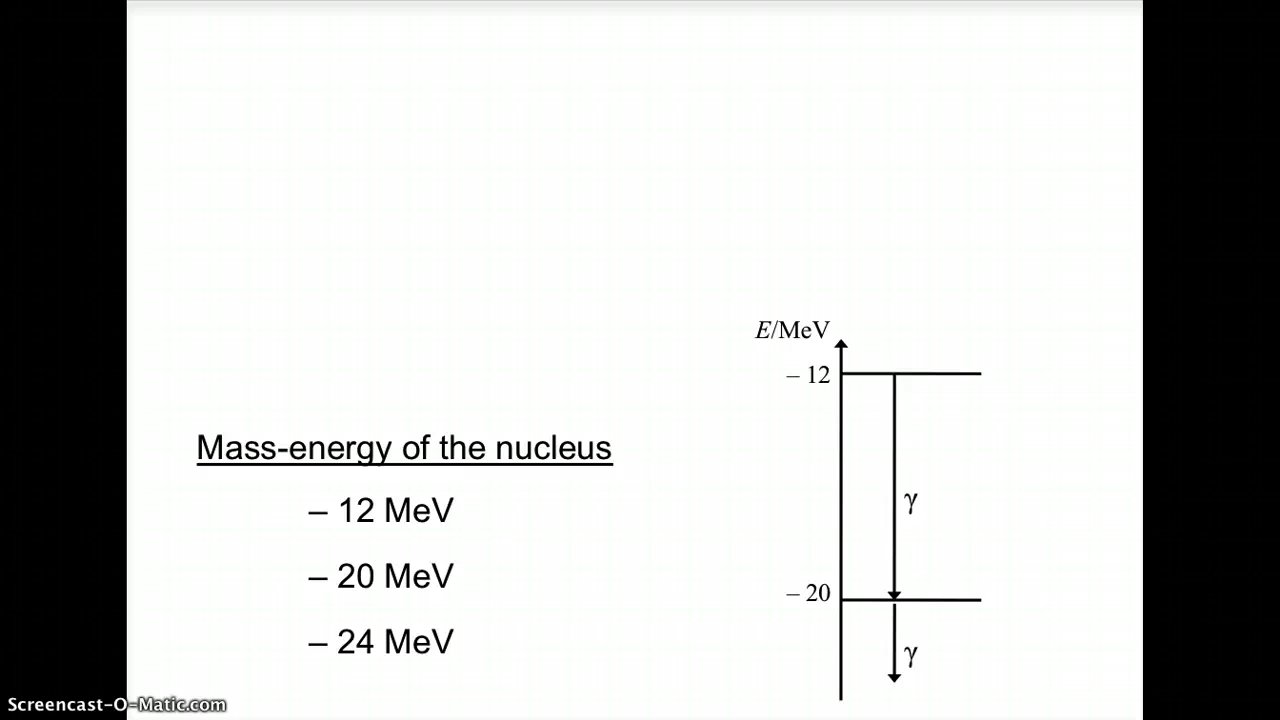 E/MeV
– 12
Mass-energy of the nucleus
– 12 MeV
γ
– 20 MeV
– 20
– 24 MeV
γ
Screencast-O-Matic.com